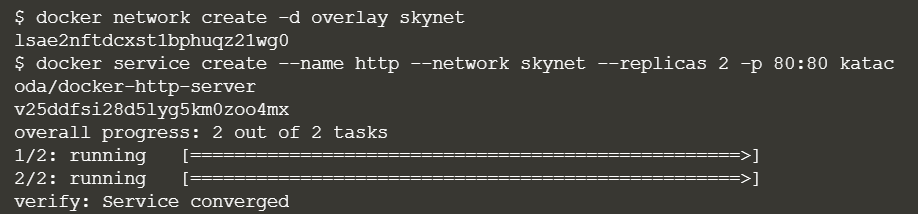 $ docker network create -d overlay skynet
lsae2nftdcxst1bphuqz21wg0
$ docker service create --name http --network skynet --replicas 2 -p 80:80 katac
oda/docker-http-server
v25ddfsi28d5lyg5km0zoo4mx
overall progress: 2 out of 2 tasks
1/2: running   [==================================================>]
2/2: running   [==================================================>]
verify: Service converged